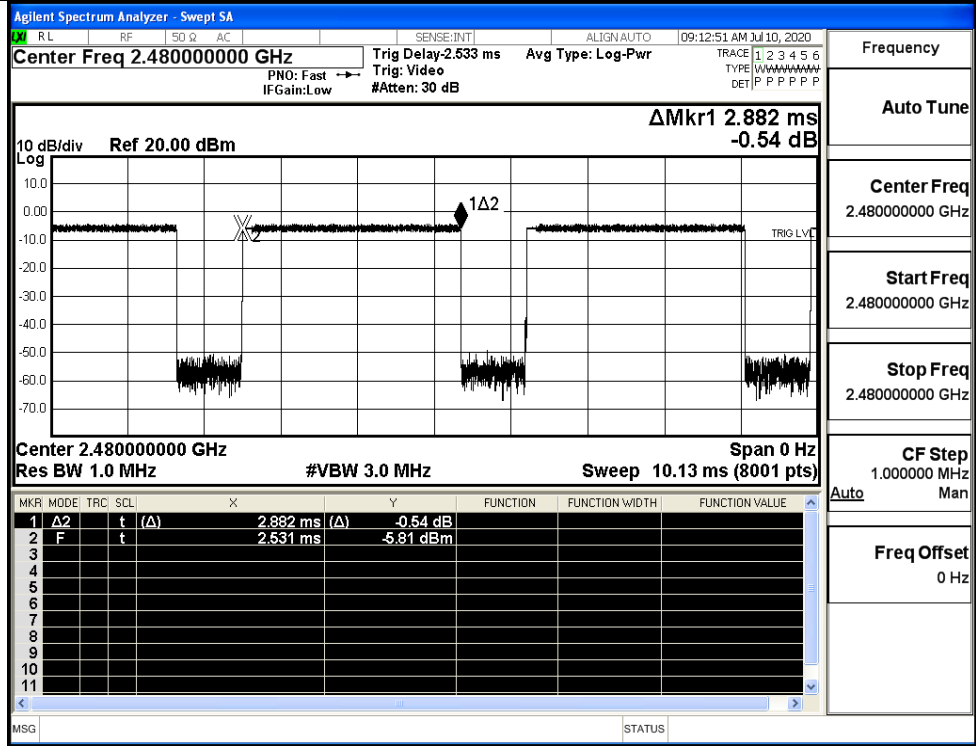 Agilent Spectrum Analyzer - Swept SA
LXI RL RF 50 Ω AC SENSE:INT ALIGN AUTO 09:12:51 AM Jul 10, 2020
Center Freq 2.480000000 GHz
PNO: Fast
IFGain:Low
Trig Delay-2.533 ms
Trig: Video
#Atten: 30 dB
Avg Type: Log-Pwr
TRACE 1 2 3 4 5 6
TYPE WWWWWW
DET P P P P P P
ΔMkr1 2.882 ms
-0.54 dB
10 dB/div Ref 20.00 dBm
Log
10.0
0.00
-10.0
-20.0
-30.0
-40.0
-50.0
-60.0
-70.0
1Δ2
2
TRIG LVL
Center 2.480000000 GHz Span 0 Hz
Res BW 1.0 MHz #VBW 3.0 MHz Sweep 10.13 ms (8001 pts)
MKR MODE TRC SCL X Y FUNCTION FUNCTION WIDTH FUNCTION VALUE
1 Δ2 t (Δ) 2.882 ms (Δ) -0.54 dB
2 F t 2.531 ms -5.81 dBm
3
4
5
6
7
8
9
10
11
MSG STATUS
Frequency
Auto Tune
Center Freq
2.480000000 GHz
Start Freq
2.480000000 GHz
Stop Freq
2.480000000 GHz
CF Step
1.000000 MHz
Auto Man
Freq Offset
0 Hz